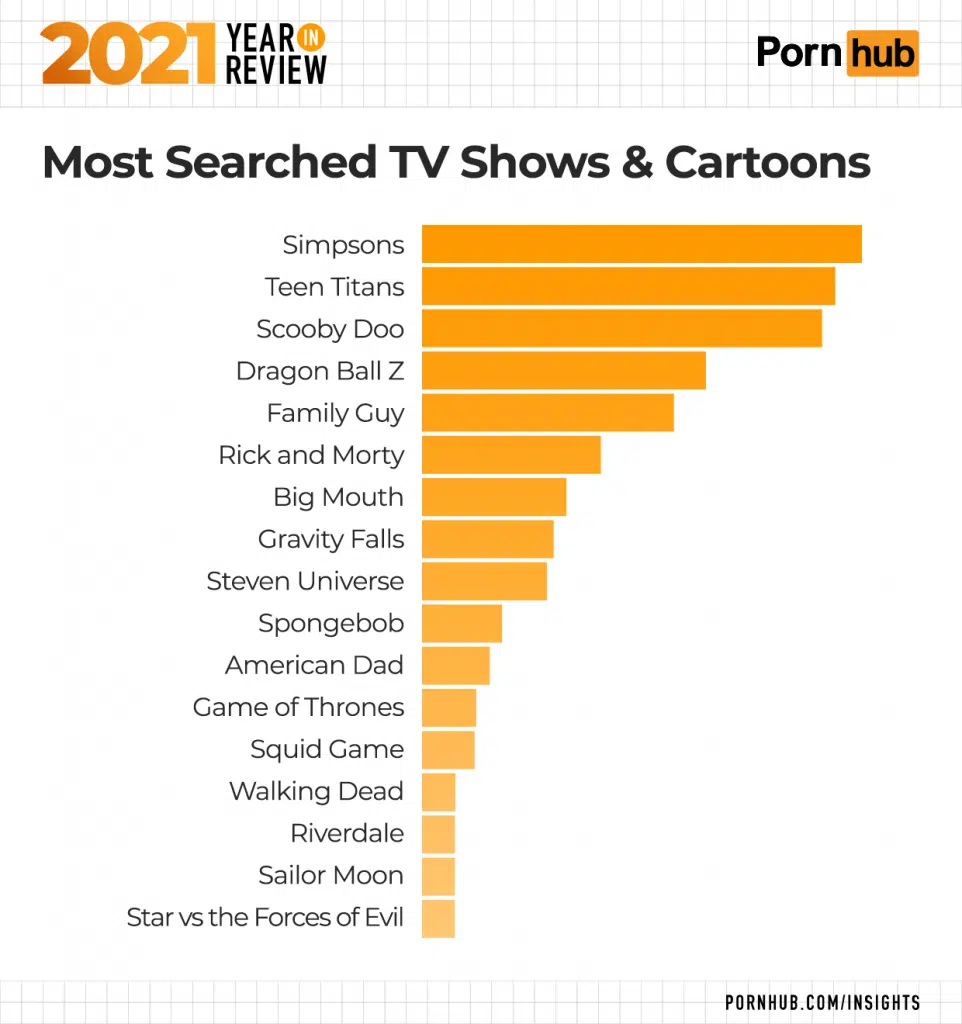 2021 YEAR IN
REVIEW
Porn hub
Most Searched TV Shows & Cartoons
Simpsons
Teen Titans
Scooby Doo
Dragon Ball Z
Family Guy
Rick and Morty
Big Mouth
Gravity Falls
Steven Universe
Spongebob
American Dad
Game of Thrones
Squid Game
Walking Dead
Riverdale
Sailor Moon
Star vs the Forces of Evil
PORNHUB.COM/INSIGHTS